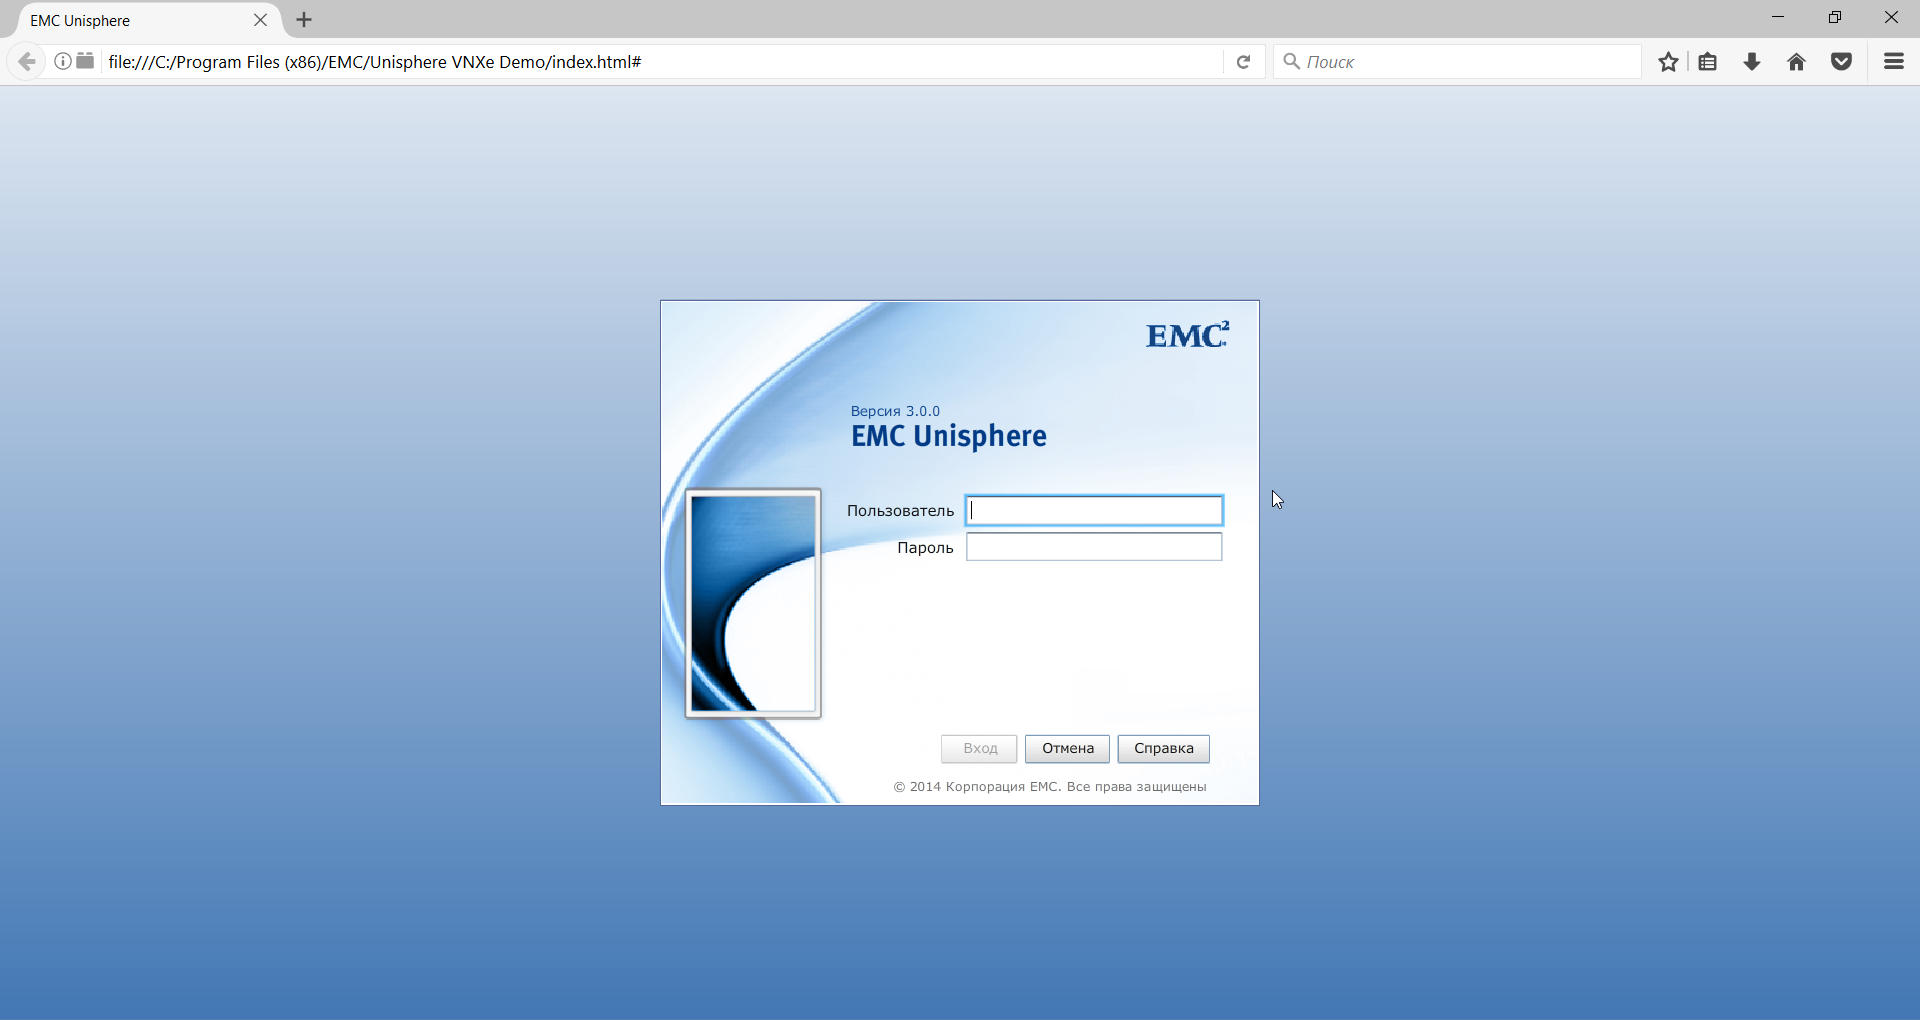 EMC Unisphere
file:///C:/Program Files (x86)/EMC/Unisphere VNXe Demo/index.html#
Поиск
EMC²
Версия 3.0.0
EMC Unisphere
Пользователь
Пароль
Вход Отмена Справка
© 2014 Корпорация EMC. Все права защищены